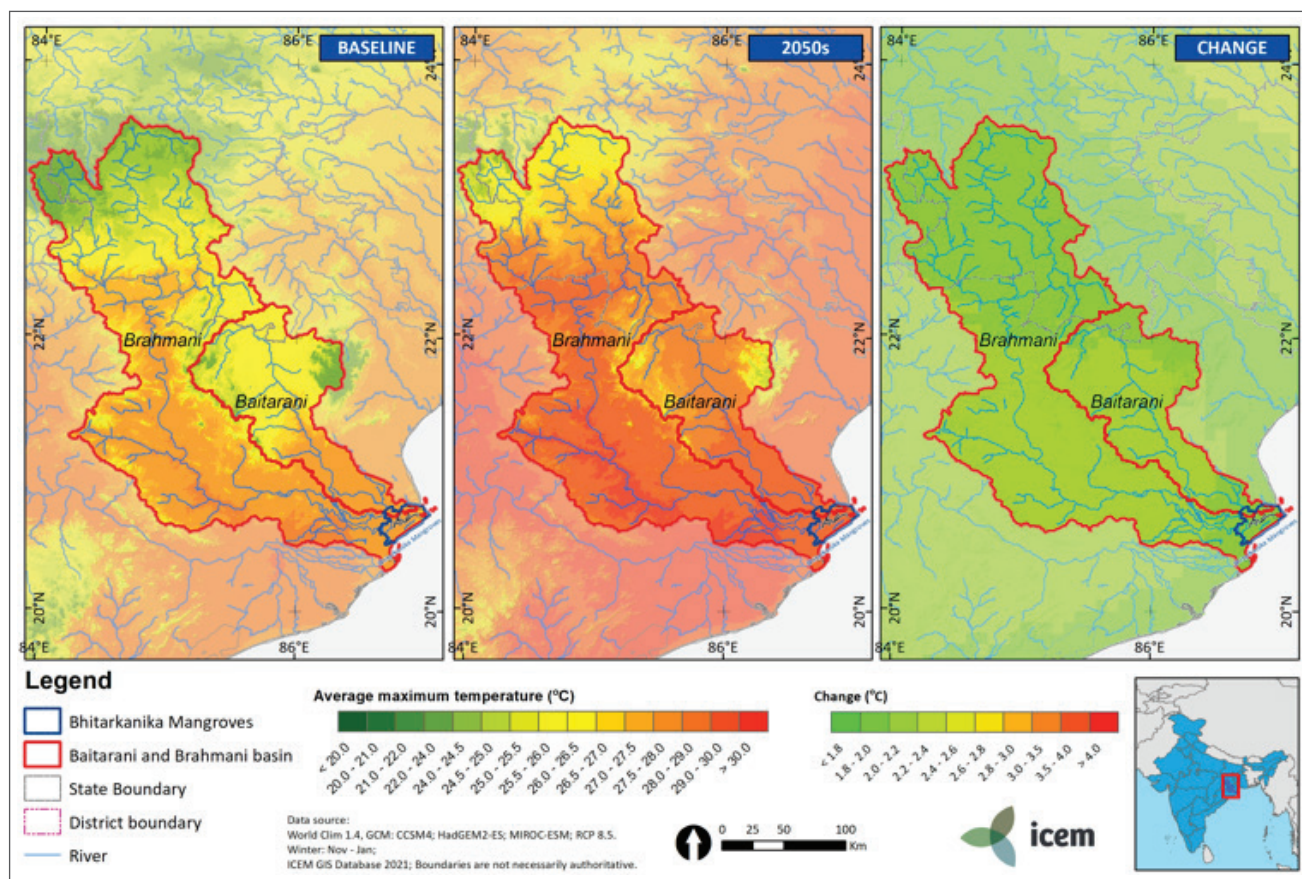 84°E
86°E
BASELINE
86°E
2050s
84°E
86°E
CHANGE
24°N
24°N
24°N
22°N
22°N
22°N
Brahmani
Baitarani
Brahmani
Baitarani
Brahmani
Baitarani
20°N
20°N
20°N
84°E
86°E
86°E
84°E
86°E
Legend
Bhitarkanika Mangroves
Baitarani and Brahmani basin
State Boundary
District boundary
River
Average maximum temperature (°C)
< 20.0
20.0 - 21.0
21.0 - 22.0
22.0 - 24.0
24.0 - 24.5
24.5 - 25.0
25.0 - 25.5
25.5 - 26.0
26.0 - 26.5
26.5 - 27.0
27.0 - 27.5
27.5 - 28.0
28.0 - 29.0
29.0 - 30.0
> 30.0
Change (°C)
< 1.8
1.8 - 2.0
2.0 - 2.2
2.2 - 2.4
2.4 - 2.6
2.6 - 2.8
2.8 - 3.0
3.0 - 3.5
3.5 - 4.0
> 4.0
Data source:
World Clim 1.4, GCM: CCSM4; HadGEM2-ES; MIROC-ESM; RCP 8.5.
Winter: Nov - Jan;
ICEM GIS Database 2021; Boundaries are not necessarily authoritative.
0 25 50 100
Km
icem